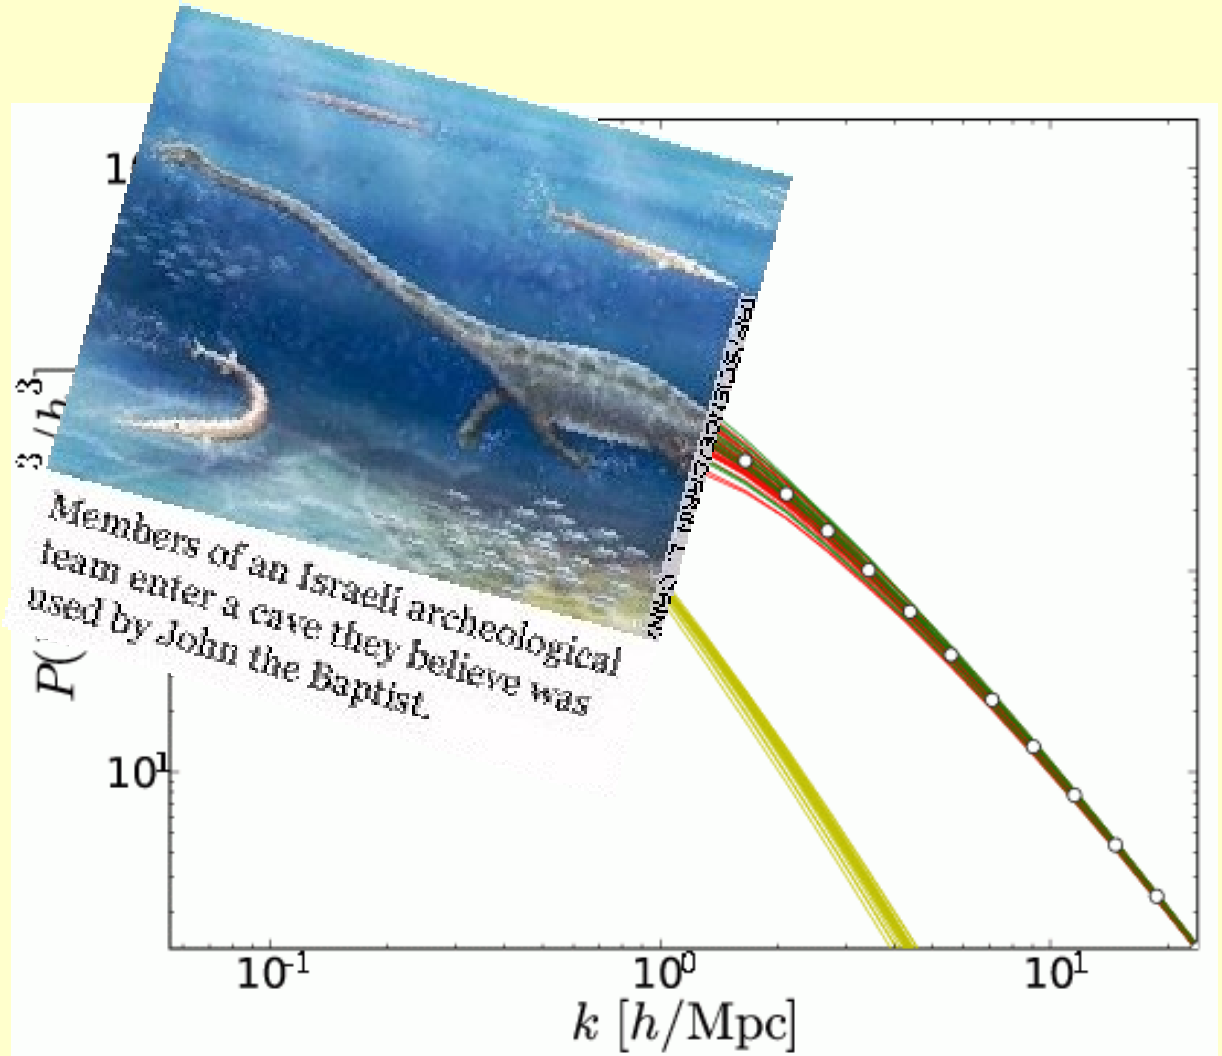 Members of an Israeli archeological
team enter a cave they believe was
used by John the Baptist.
10¹
10⁻¹ 10⁰ 10¹
k [h/Mpc]